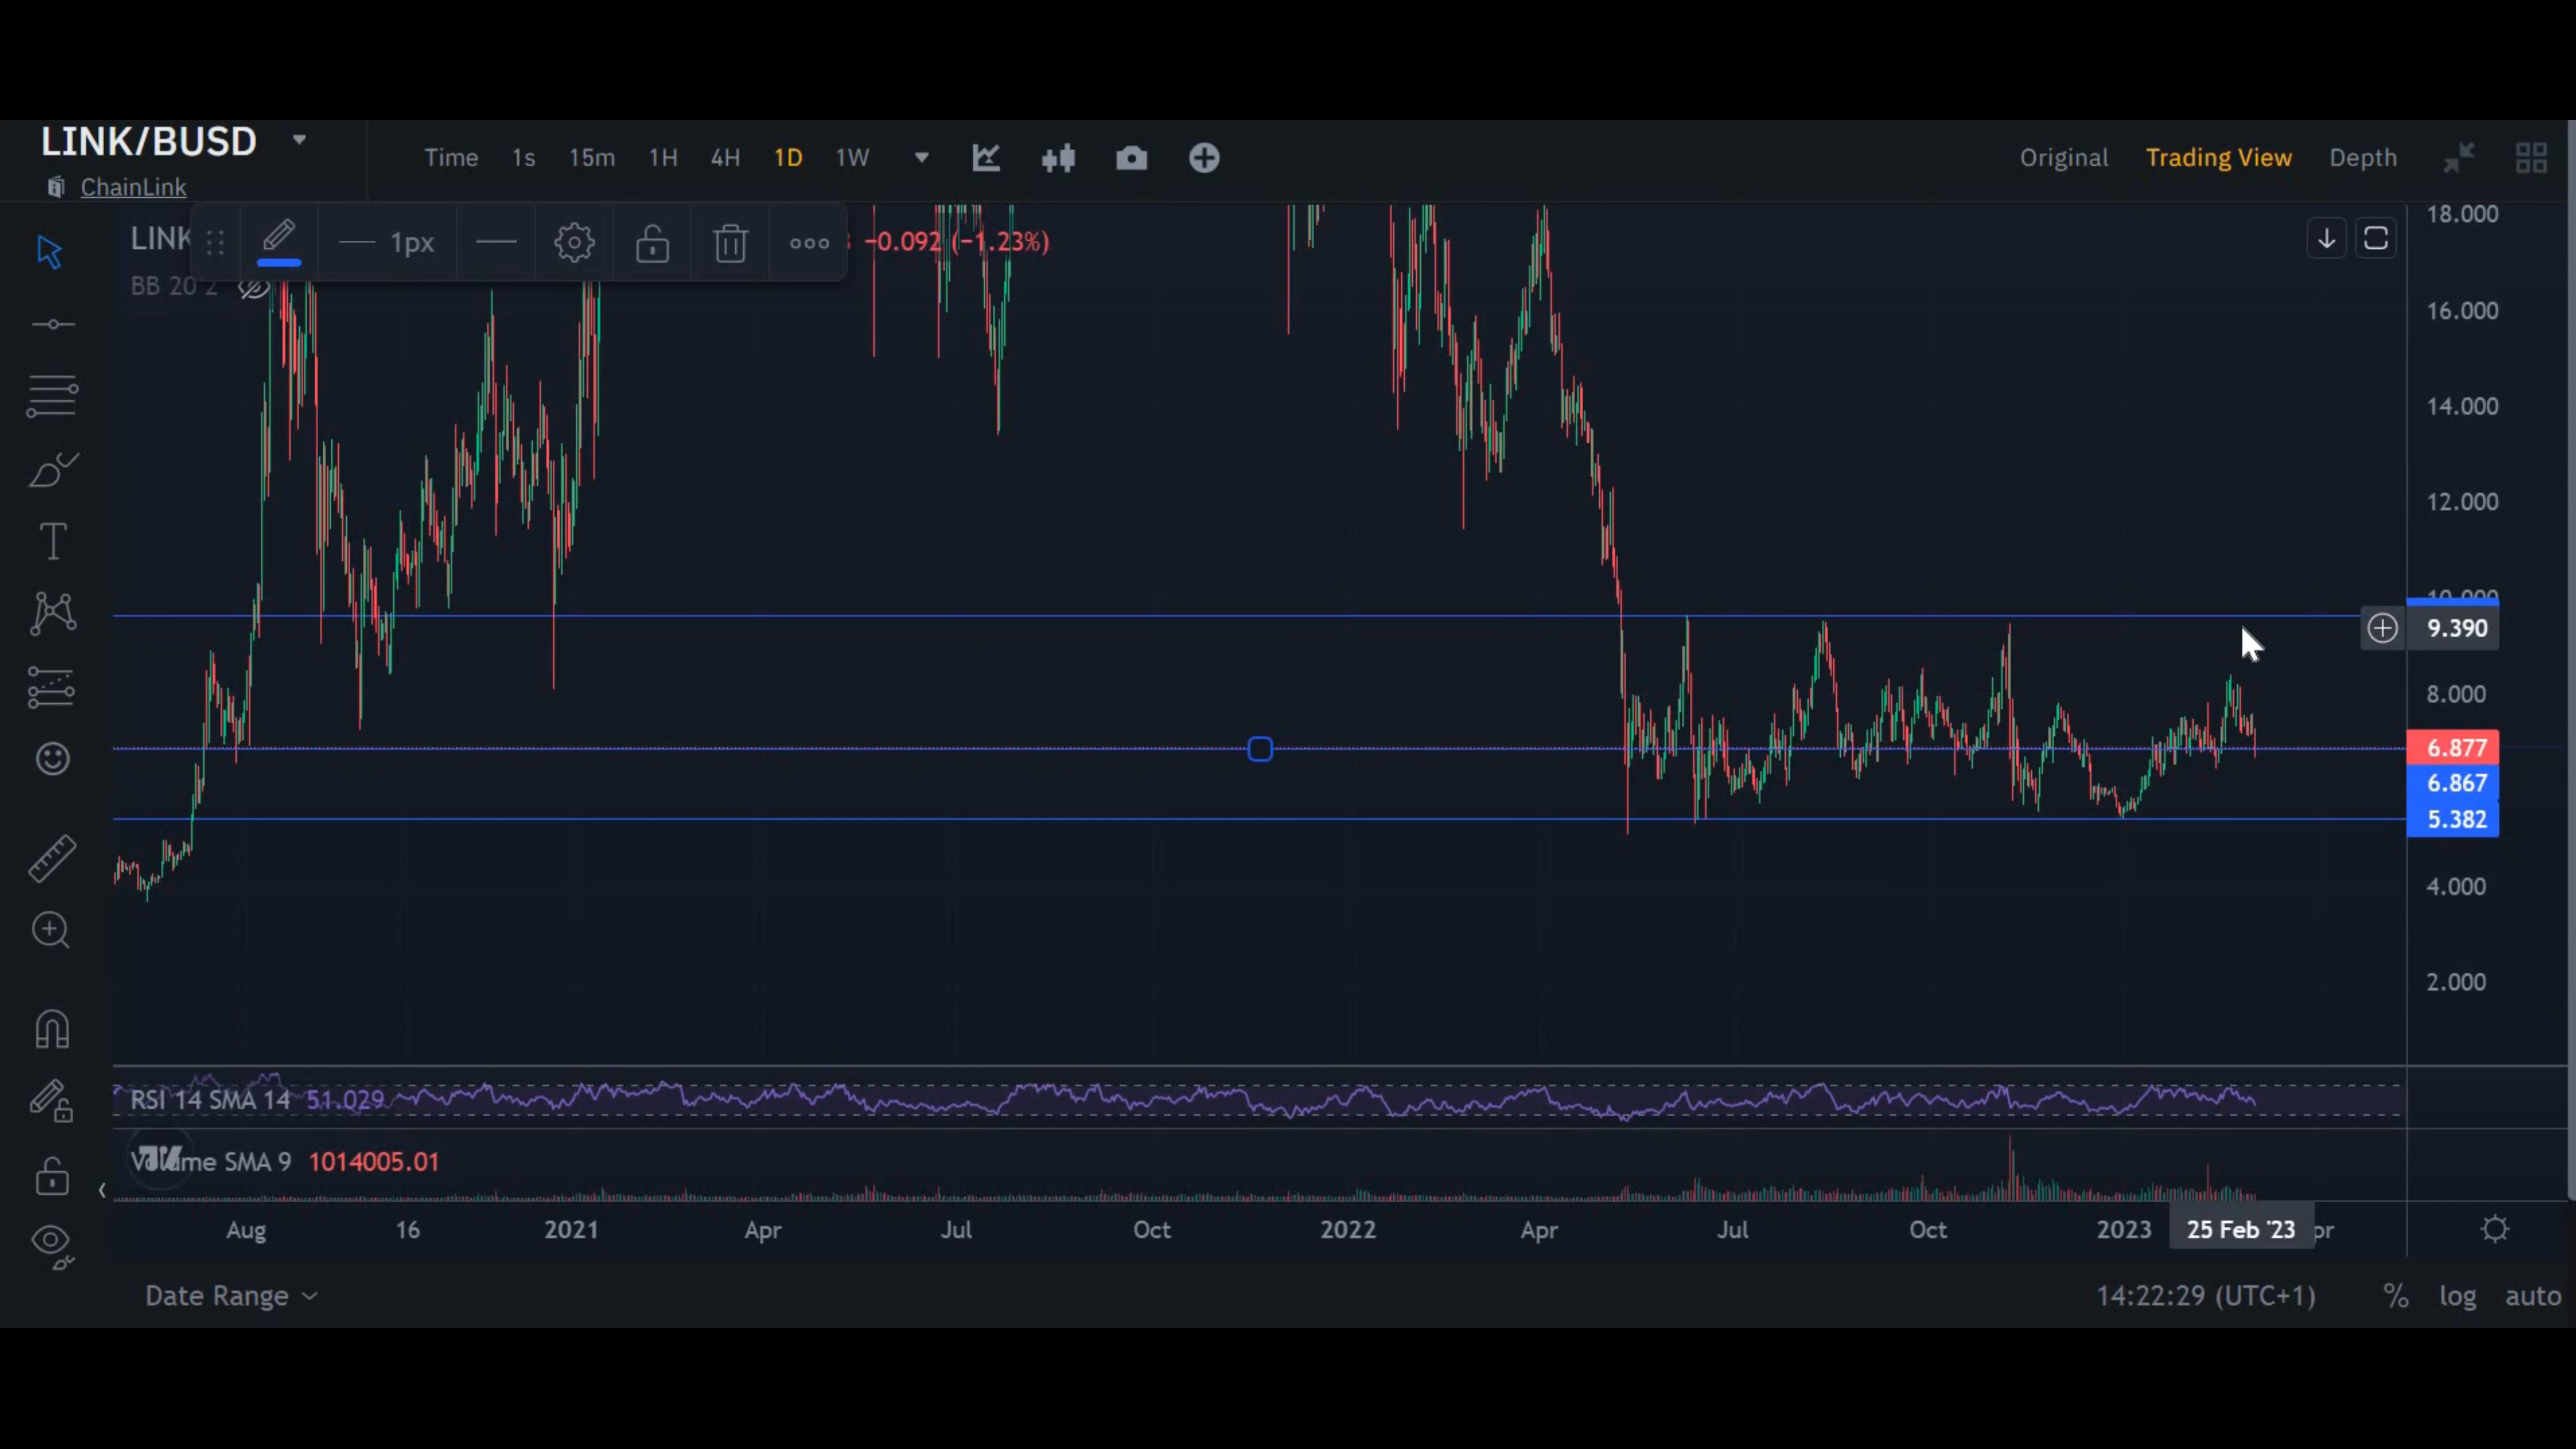 LINK/BUSD
ChainLink
Time 1s 15m 1H 4H 1D 1W
Original Trading View Depth
LINK 1px −0.092 (−1.23%)
BB 20 2
18.000
16.000
14.000
12.000
10.000
9.390
8.000
6.877
6.867
5.382
4.000
2.000
RSI 14 SMA 14 51.029
Volume SMA 9 1014005.01
Aug 16 2021 Apr Jul Oct 2022 Apr Jul Oct 2023 25 Feb '23 pr
Date Range 14:22:29 (UTC+1) % log auto